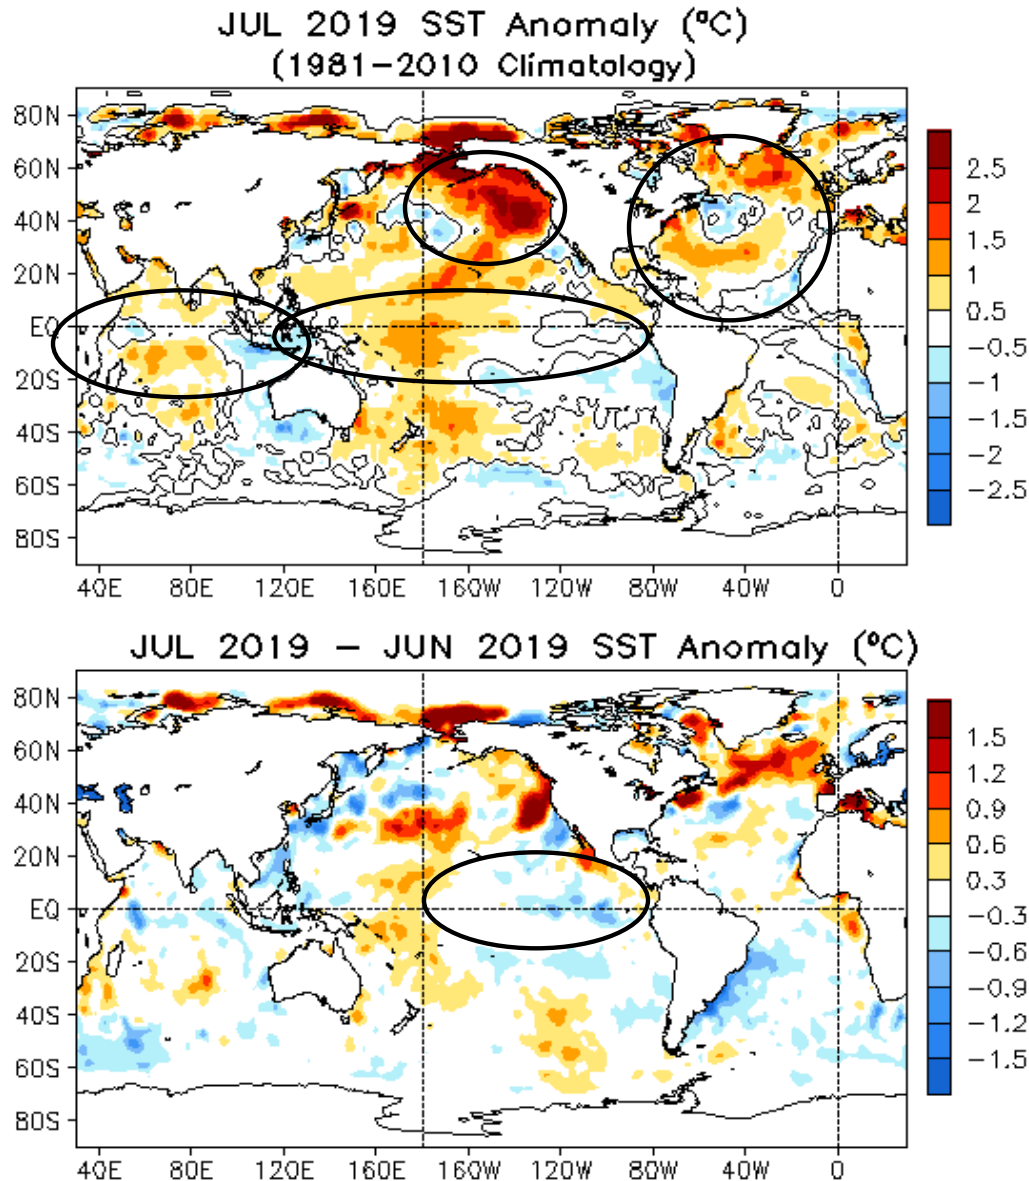 JUL 2019 SST Anomaly (ºC)
(1981−2010 Climatology)
80N
60N
40N
20N
EQ
20S
40S
60S
80S
40E 80E 120E 160E 160W 120W 80W 40W 0
2.5
2
1.5
1
0.5
−0.5
−1
−1.5
−2
−2.5
JUL 2019 − JUN 2019 SST Anomaly (ºC)
80N
60N
40N
20N
EQ
20S
40S
60S
80S
40E 80E 120E 160E 160W 120W 80W 40W 0
1.5
1.2
0.9
0.6
0.3
−0.3
−0.6
−0.9
−1.2
−1.5